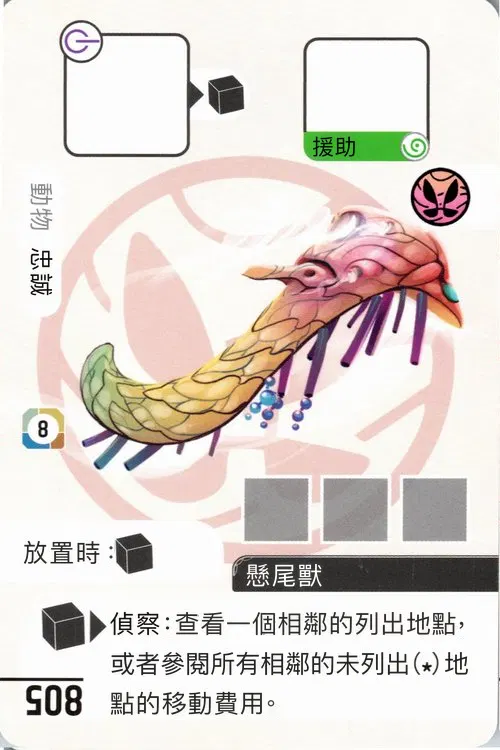 援助
動物 忠誠
8
放置時：
懸尾獸
偵察：查看一個相鄰的列出地點，
或者參閱所有相鄰的未列出(★)地
點的移動費用。
805